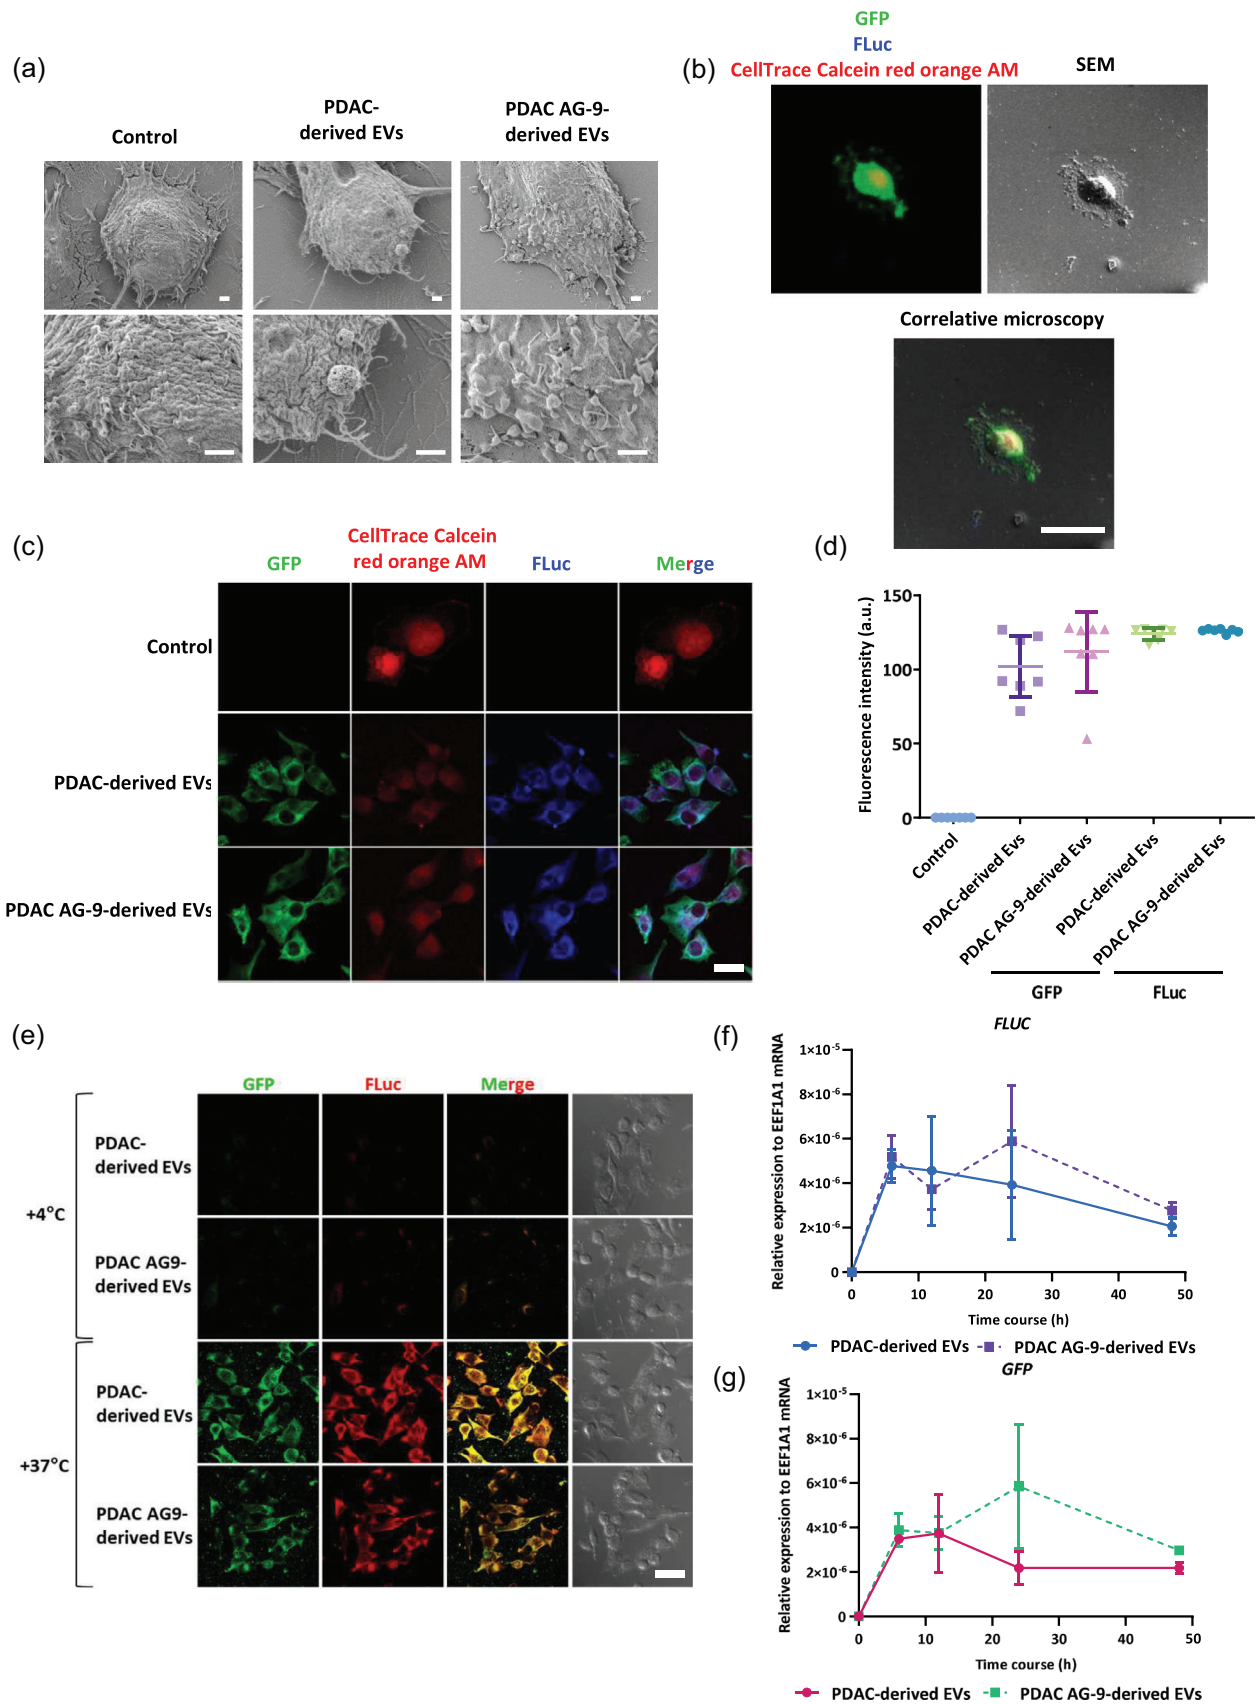 (a)
Control
PDAC-
derived EVs
PDAC AG-9-
derived EVs
(b)
GFP
FLuc
CellTrace Calcein red orange AM
SEM
Correlative microscopy
(c)
GFP
CellTrace Calcein
red orange AM
FLuc
Merge
Control
PDAC-derived EVs
PDAC AG-9-derived EVs
(d)
Fluorescence intensity (a.u.)
150
100
50
0
Control
PDAC-derived Evs
PDAC AG-9-derived Evs
PDAC-derived Evs
PDAC AG-9-derived Evs
GFP
FLuc
(e)
GFP
FLuc
Merge
+4°C
PDAC-
derived EVs
PDAC AG9-
derived EVs
+37°C
PDAC-
derived EVs
PDAC AG9-
derived EVs
(f)
FLUC
Relative expression to EEF1A1 mRNA
1×10⁻⁵
8×10⁻⁶
6×10⁻⁶
4×10⁻⁶
2×10⁻⁶
0
0 10 20 30 40 50
Time course (h)
PDAC-derived EVs PDAC AG-9-derived EVs
(g)
GFP
Relative expression to EEF1A1 mRNA
1×10⁻⁵
8×10⁻⁶
6×10⁻⁶
4×10⁻⁶
2×10⁻⁶
0
0 10 20 30 40 50
Time course (h)
PDAC-derived EVs PDAC AG-9-derived EVs